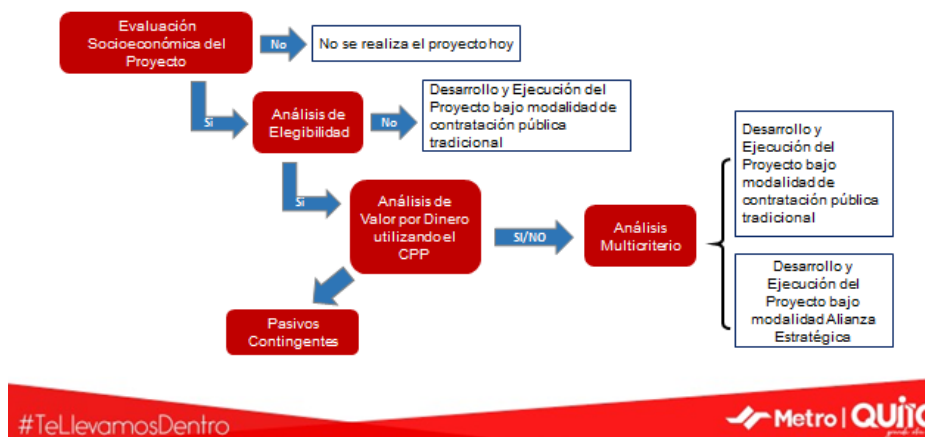 Evaluación
Socioeconómica del
Proyecto
No
No se realiza el proyecto hoy
Si
Análisis de
Elegibilidad
No
Desarrollo y Ejecución del
Proyecto bajo modalidad de
contratación pública
tradicional
Si
Análisis de
Valor por Dinero
utilizando el
CPP
SI/NO
Análisis
Multicriterio
Desarrollo y
Ejecución del
Proyecto bajo
modalidad de
contratación pública
tradicional
Desarrollo y
Ejecución del
Proyecto bajo
modalidad Alianza
Estratégica
Pasivos
Contingentes
#TeLlevamosDentro
Metro | QUITO